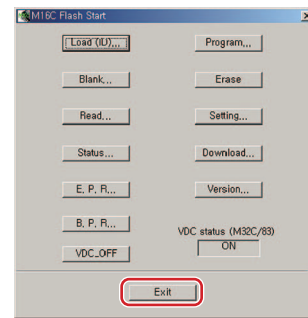 M16C Flash Start
Load (ID)...
Program...
Blank...
Erase
Read...
Setting...
Status...
Download...
E. P. R...
Version...
B. P. R...
VDC status (M32C/83)
ON
VDC_OFF
Exit